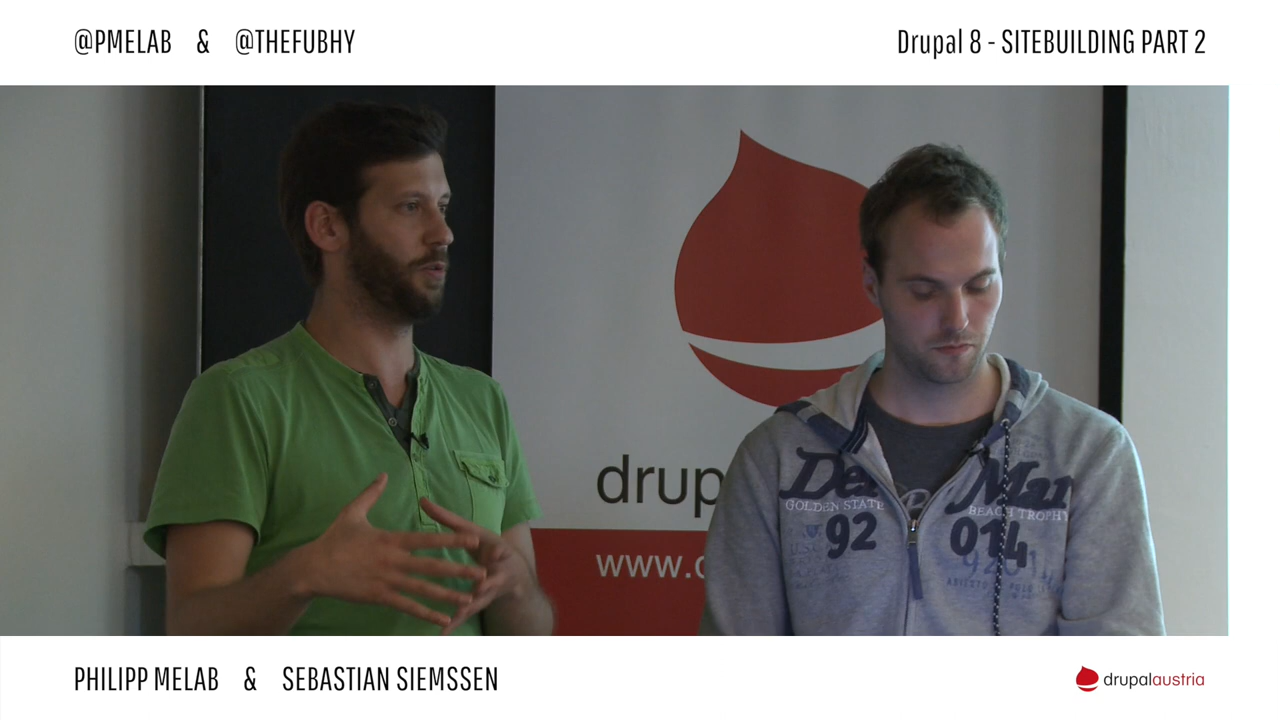 @PMELAB & @THEFUBHY
Drupal 8 - SITEBUILDING PART 2
drup
www.
GOLDEN STATE
BEACH TROPHY
92
014
PHILIPP MELAB & SEBASTIAN SIEMSSEN
drupalaustria